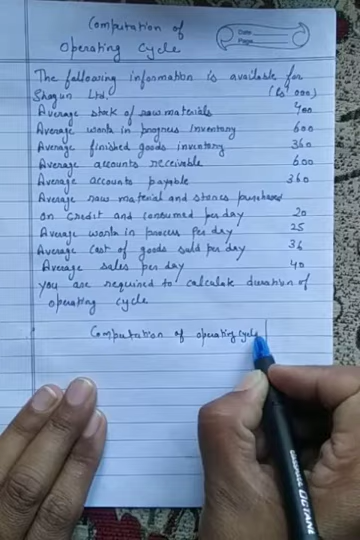 Computation of
Operating Cycle
Date
Page
The following information is available for
Shogun Ltd. (Rs '000)
Average stock of raw materials 400
Average work in progress inventory 600
Average finished goods inventory 360
Average accounts receivable 600
Average accounts payable 360
Average raw material and stores purchased
on credit and consumed per day 20
Average work in process per day 25
Average cost of goods sold per day 36
Average sales per day 40
You are required to calculate duration of
operating cycle
Computation of operating cycle
OCTANE